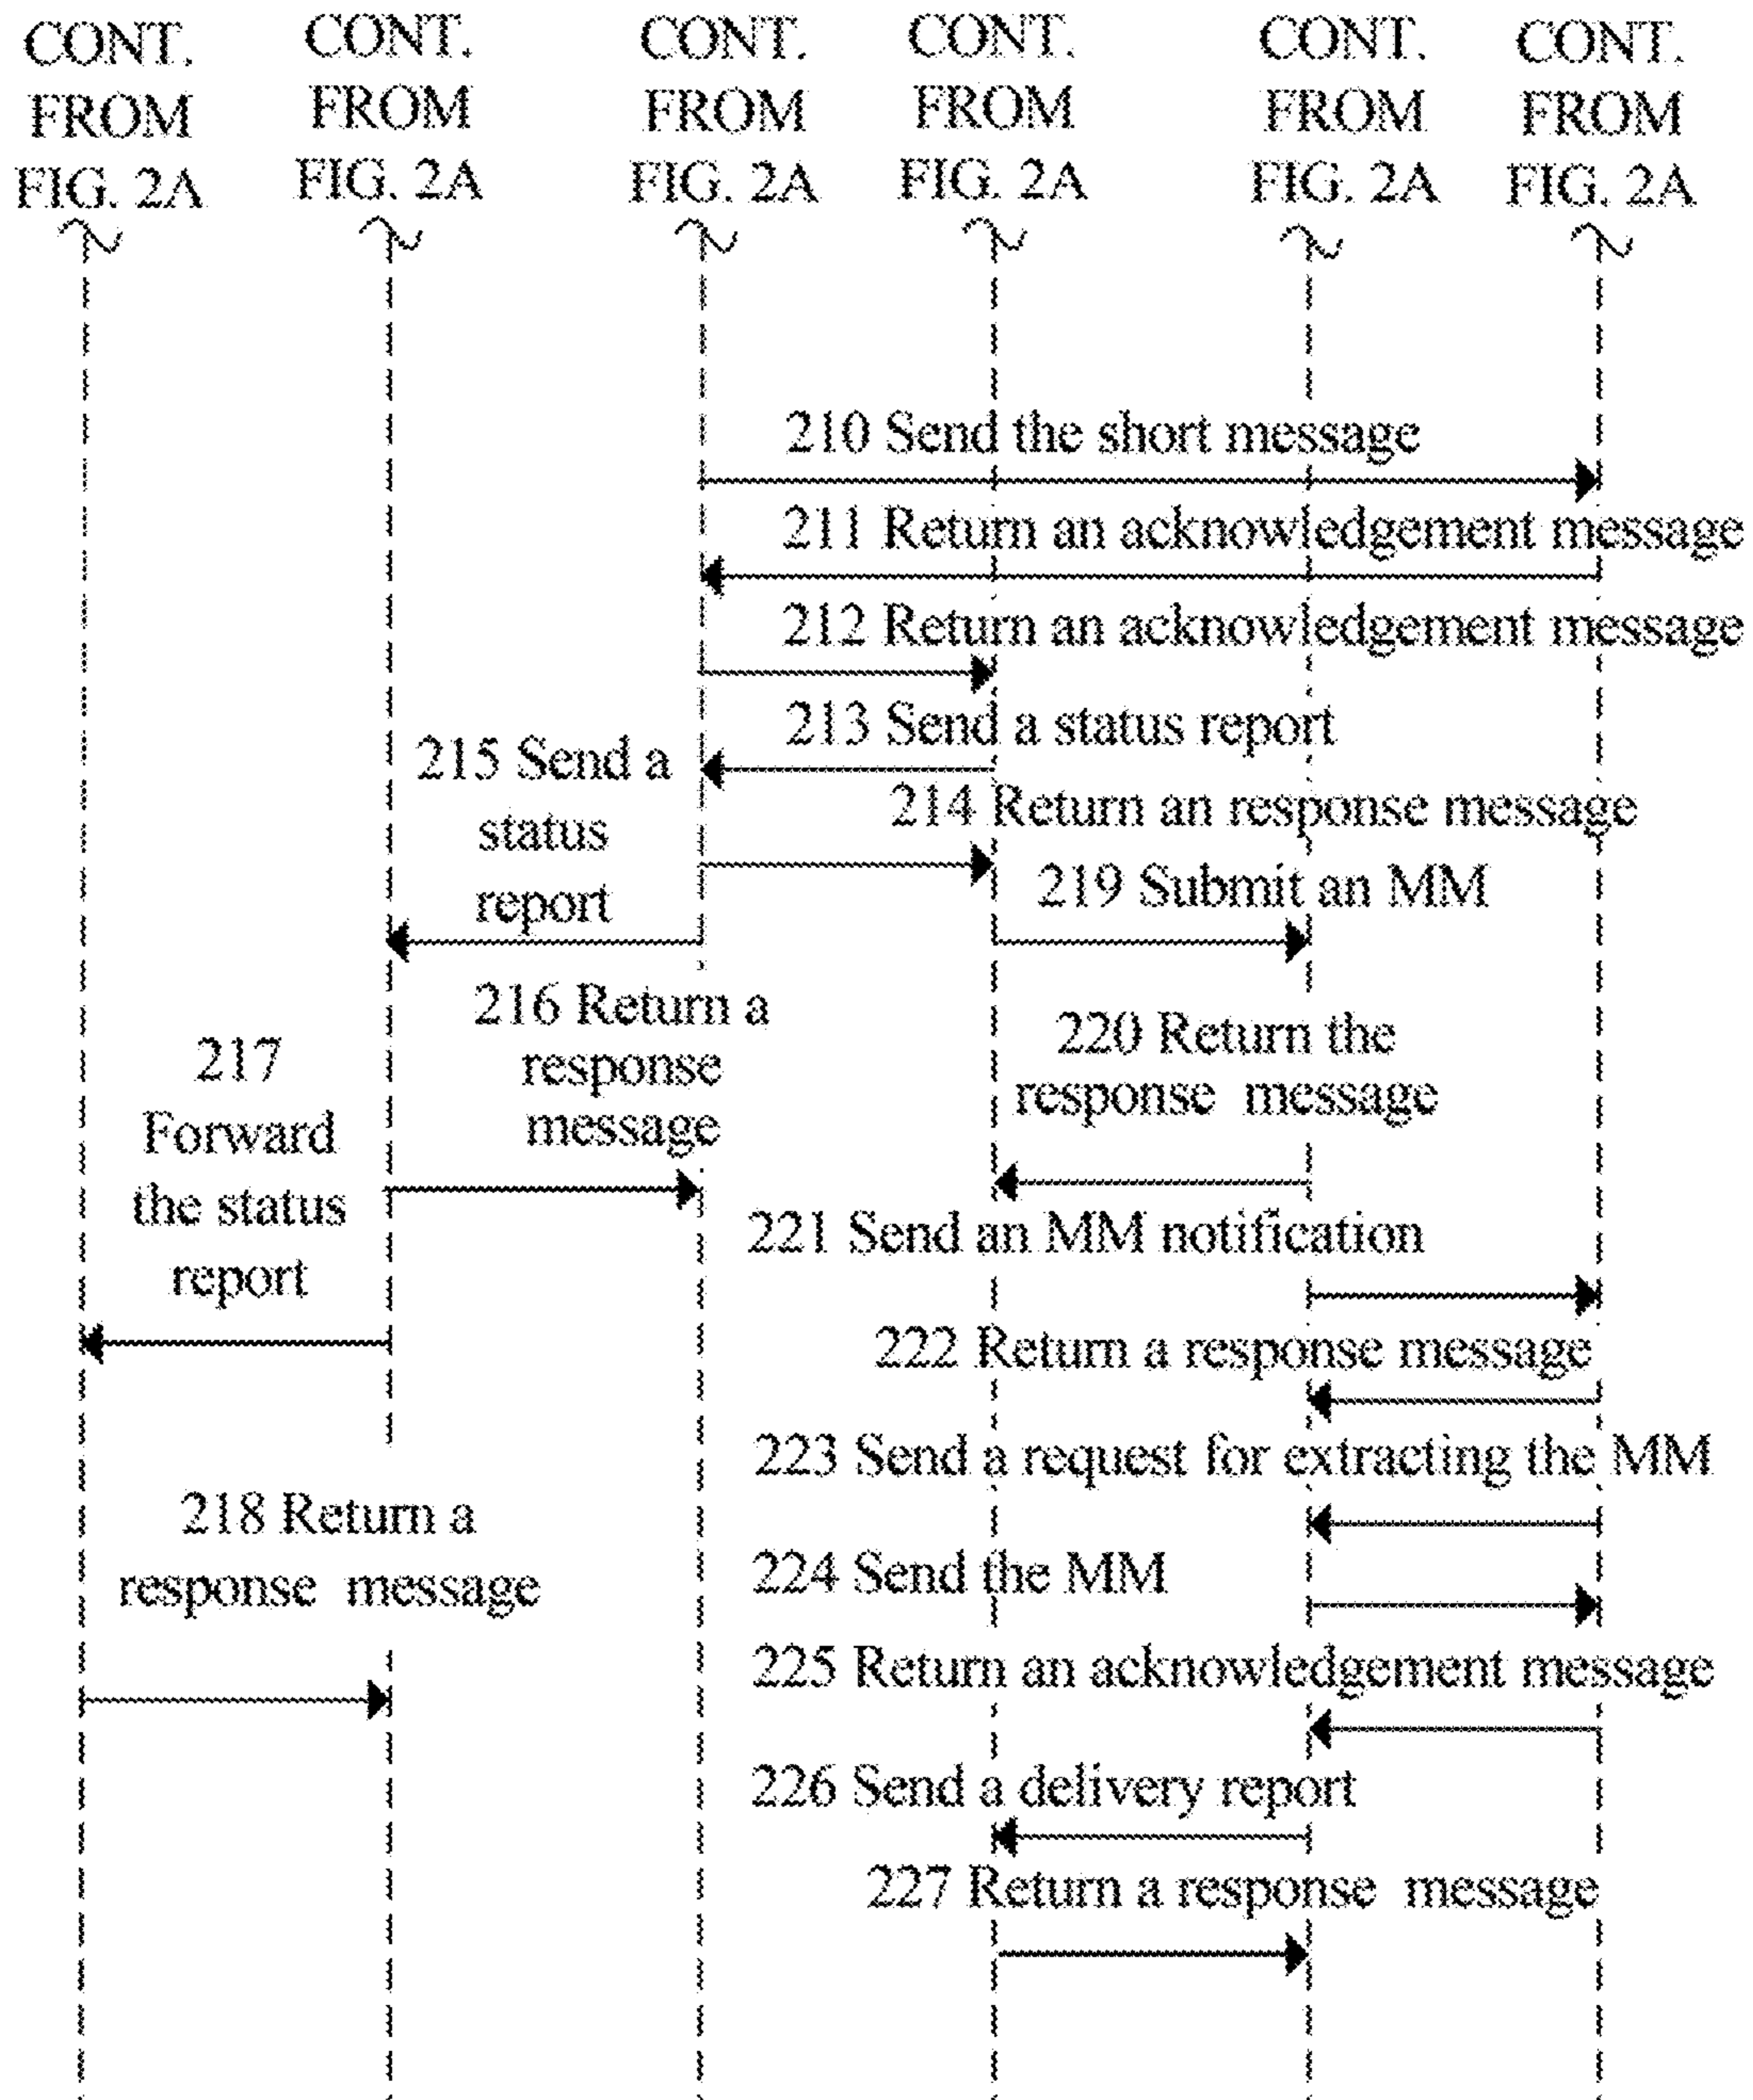 CONT.
FROM
FIG. 2A
CONT.
FROM
FIG. 2A
CONT.
FROM
FIG. 2A
CONT.
FROM
FIG. 2A
CONT.
FROM
FIG. 2A
CONT.
FROM
FIG. 2A
210 Send the short message
211 Return an acknowledgement message
212 Return an acknowledgement message
213 Send a status report
215 Send a
status
report
214 Return an response message
219 Submit an MM
216 Return a
response
message
217
Forward
the status
report
220 Return the
response message
221 Send an MM notification
222 Return a response message
223 Send a request for extracting the MM
218 Return a
response message
224 Send the MM
225 Return an acknowledgement message
226 Send a delivery report
227 Return a response message